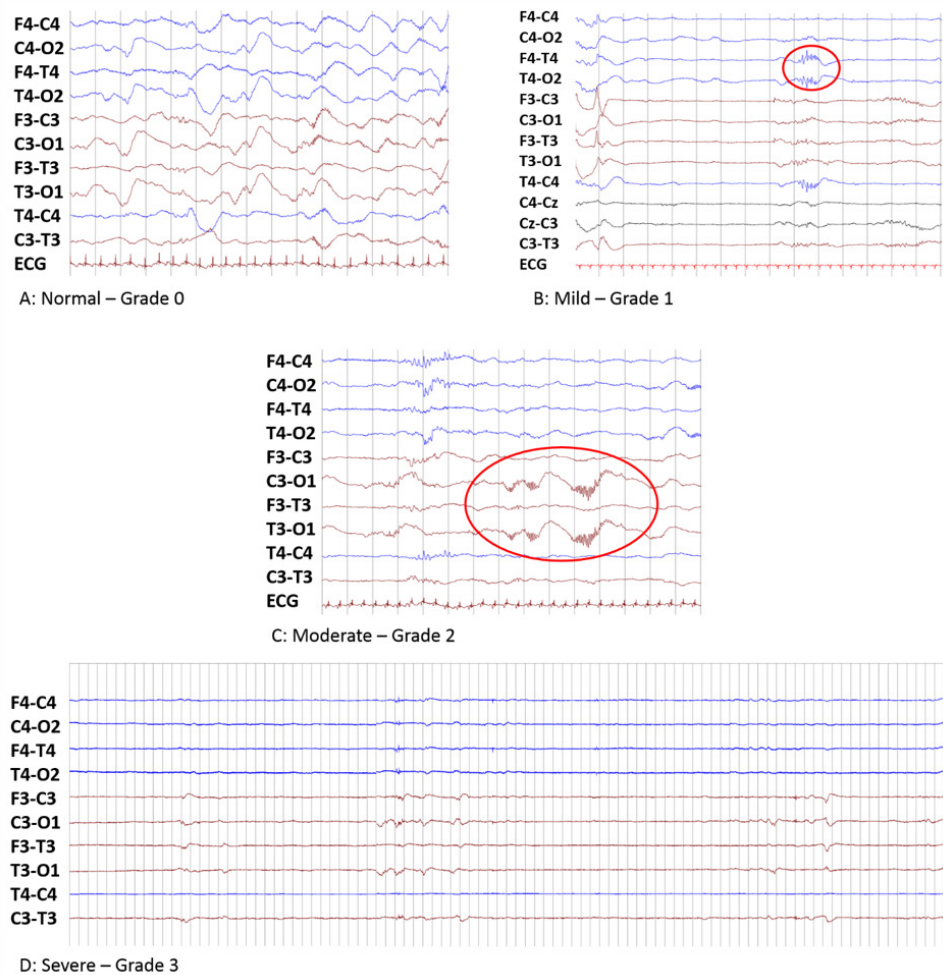 F4-C4
C4-O2
F4-T4
T4-O2
F3-C3
C3-O1
F3-T3
T3-O1
T4-C4
C3-T3
ECG
A: Normal – Grade 0
F4-C4
C4-O2
F4-T4
T4-O2
F3-C3
C3-O1
F3-T3
T3-O1
T4-C4
C4-Cz
Cz-C3
C3-T3
ECG
B: Mild – Grade 1
F4-C4
C4-O2
F4-T4
T4-O2
F3-C3
C3-O1
F3-T3
T3-O1
T4-C4
C3-T3
ECG
C: Moderate – Grade 2
F4-C4
C4-O2
F4-T4
T4-O2
F3-C3
C3-O1
F3-T3
T3-O1
T4-C4
C3-T3
D: Severe – Grade 3